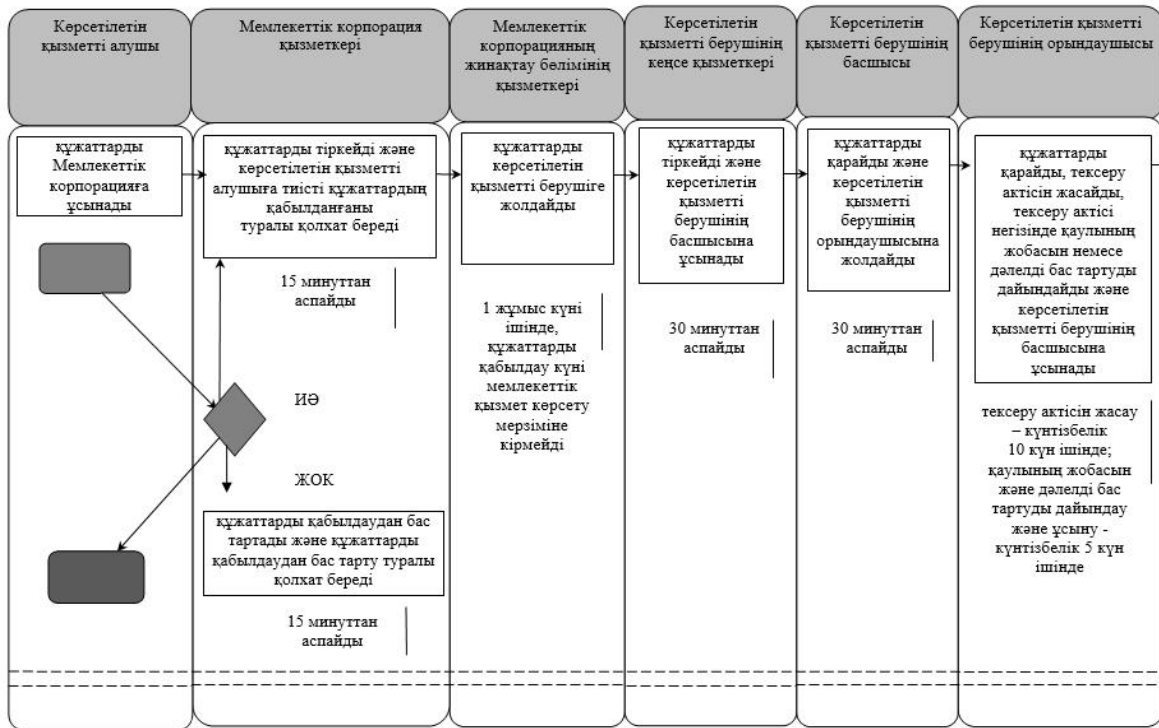 Көрсетілетін
қызметті алушы
Мемлекеттік корпорация
қызметкері
Мемлекеттік
корпорацияның
жинақтау бөлімінің
қызметкері
Көрсетілетін
қызметті берушінің
кеңсе қызметкері
Көрсетілетін
қызметті берушінің
басшысы
Көрсетілетін қызметті
берушінің орындаушысы
құжаттарды
Мемлекеттік
корпорацияға
ұсынады
құжаттарды тіркейді және
көрсетілетін қызметті
алушыға тиісті құжаттардың
қабылданғаны
туралы қолхат береді
15 минуттан
аспайды
ИӘ
ЖОК
құжаттарды қабылдаудан бас
тартады және құжаттарды
қабылдаудан бас тарту туралы
қолхат береді
15 минуттан
аспайды
құжаттарды
көрсетілетін
қызметті берушіге
жолдайды
1 жұмыс күні
ішінде,
құжаттарды
қабылдау күні
мемлекеттік
қызмет көрсету
мерзіміне
кірмейді
құжаттарды
тіркейді және
көрсетілетін
қызметті
берушінің
басшысына
ұсынады
30 минуттан
аспайды
құжаттарды
қарайды және
көрсетілетін
қызметті
берушінің
орындаушысына
жолдайды
30 минуттан
аспайды
құжаттарды
қарайды, тексеру
актісін жасайды,
тексеру актісі
негізінде қаулының
жобасын немесе
дәлелді бас тартуды
дайындайды және
көрсетілетін
қызметті берушінің
басшысына
ұсынады
тексеру актісін жасау
– күнтізбелік
10 күн ішінде;
қаулының жобасын
және дәлелді бас
тартуды дайындау
және ұсыну -
күнтізбелік 5 күн
ішінде